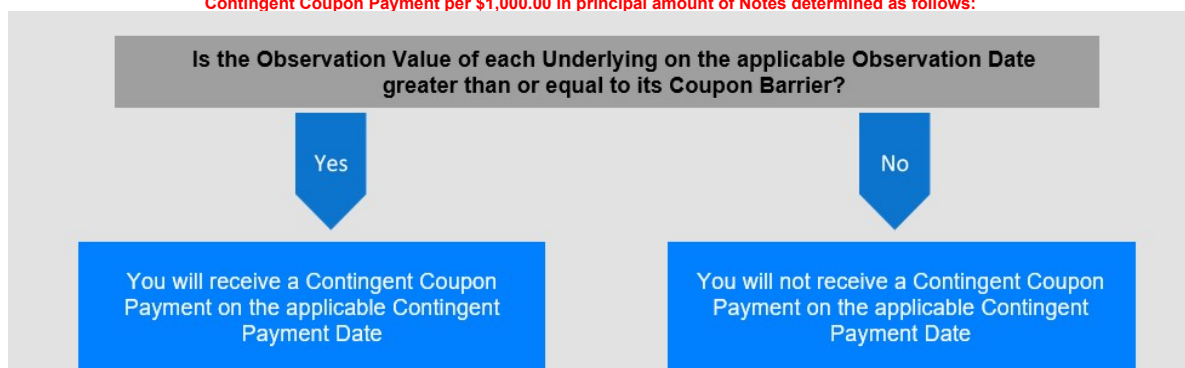 Contingent Coupon Payment per $1,000.00 in principal amount of Notes determined as follows:
Is the Observation Value of each Underlying on the applicable Observation Date
greater than or equal to its Coupon Barrier?
Yes
No
You will receive a Contingent Coupon
Payment on the applicable Contingent
Payment Date
You will not receive a Contingent Coupon
Payment on the applicable Contingent
Payment Date